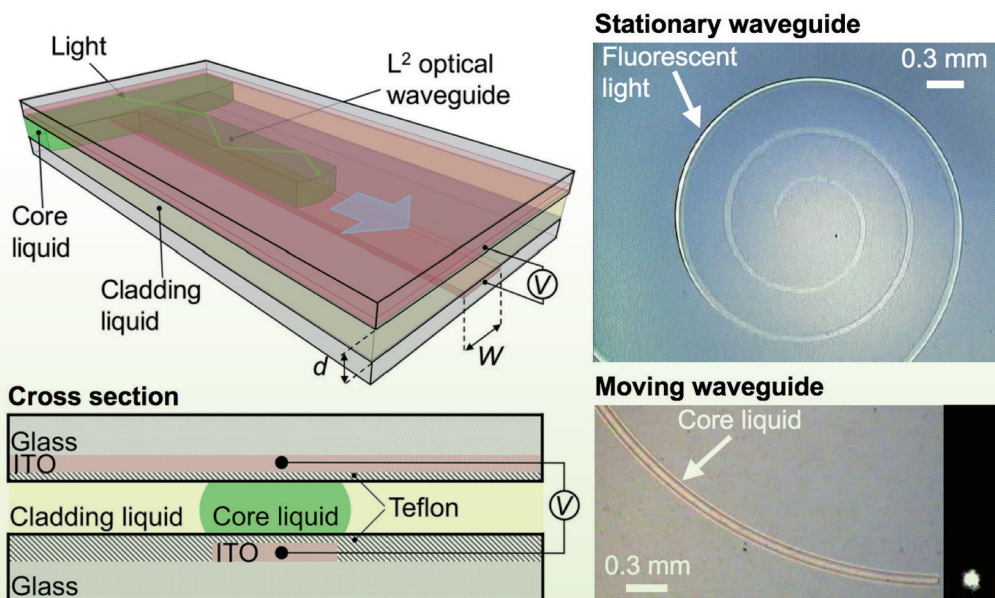 Light
L² optical
waveguide
Core
liquid
Cladding
liquid
V
d
W
Cross section
Glass
ITO
Teflon
Cladding liquid
Core liquid
V
ITO
Glass
Stationary waveguide
Fluorescent
light
0.3 mm
Moving waveguide
Core liquid
0.3 mm